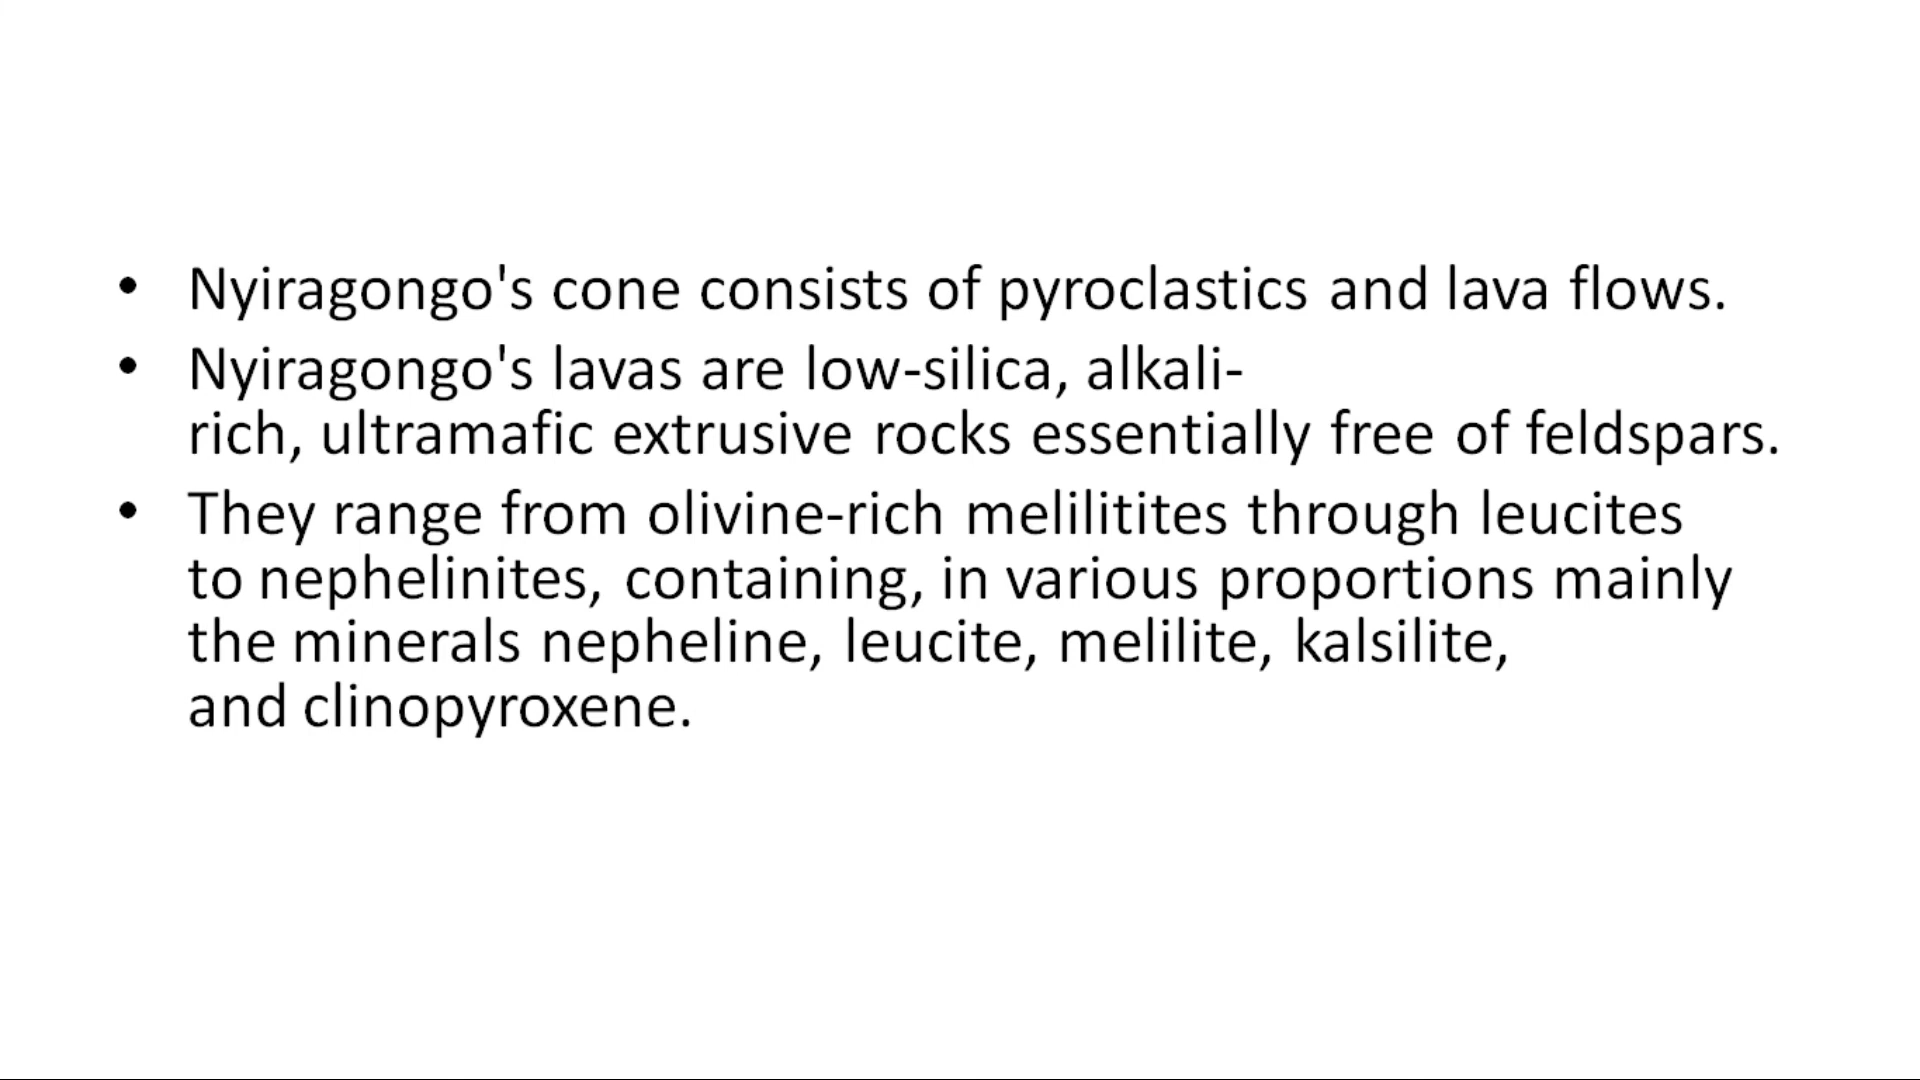 • Nyiragongo's cone consists of pyroclastics and lava flows.
• Nyiragongo's lavas are low-silica, alkali-
rich, ultramafic extrusive rocks essentially free of feldspars.
• They range from olivine-rich melilitites through leucites
to nephelinites, containing, in various proportions mainly
the minerals nepheline, leucite, melilite, kalsilite,
and clinopyroxene.